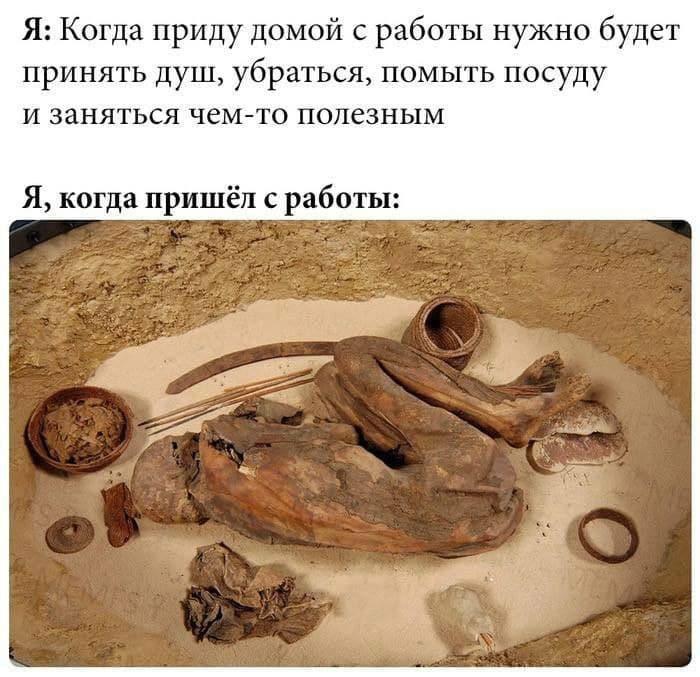 Я: Когда приду домой с работы нужно будет
принять душ, убраться, помыть посуду
и заняться чем-то полезным
Я, когда пришёл с работы: